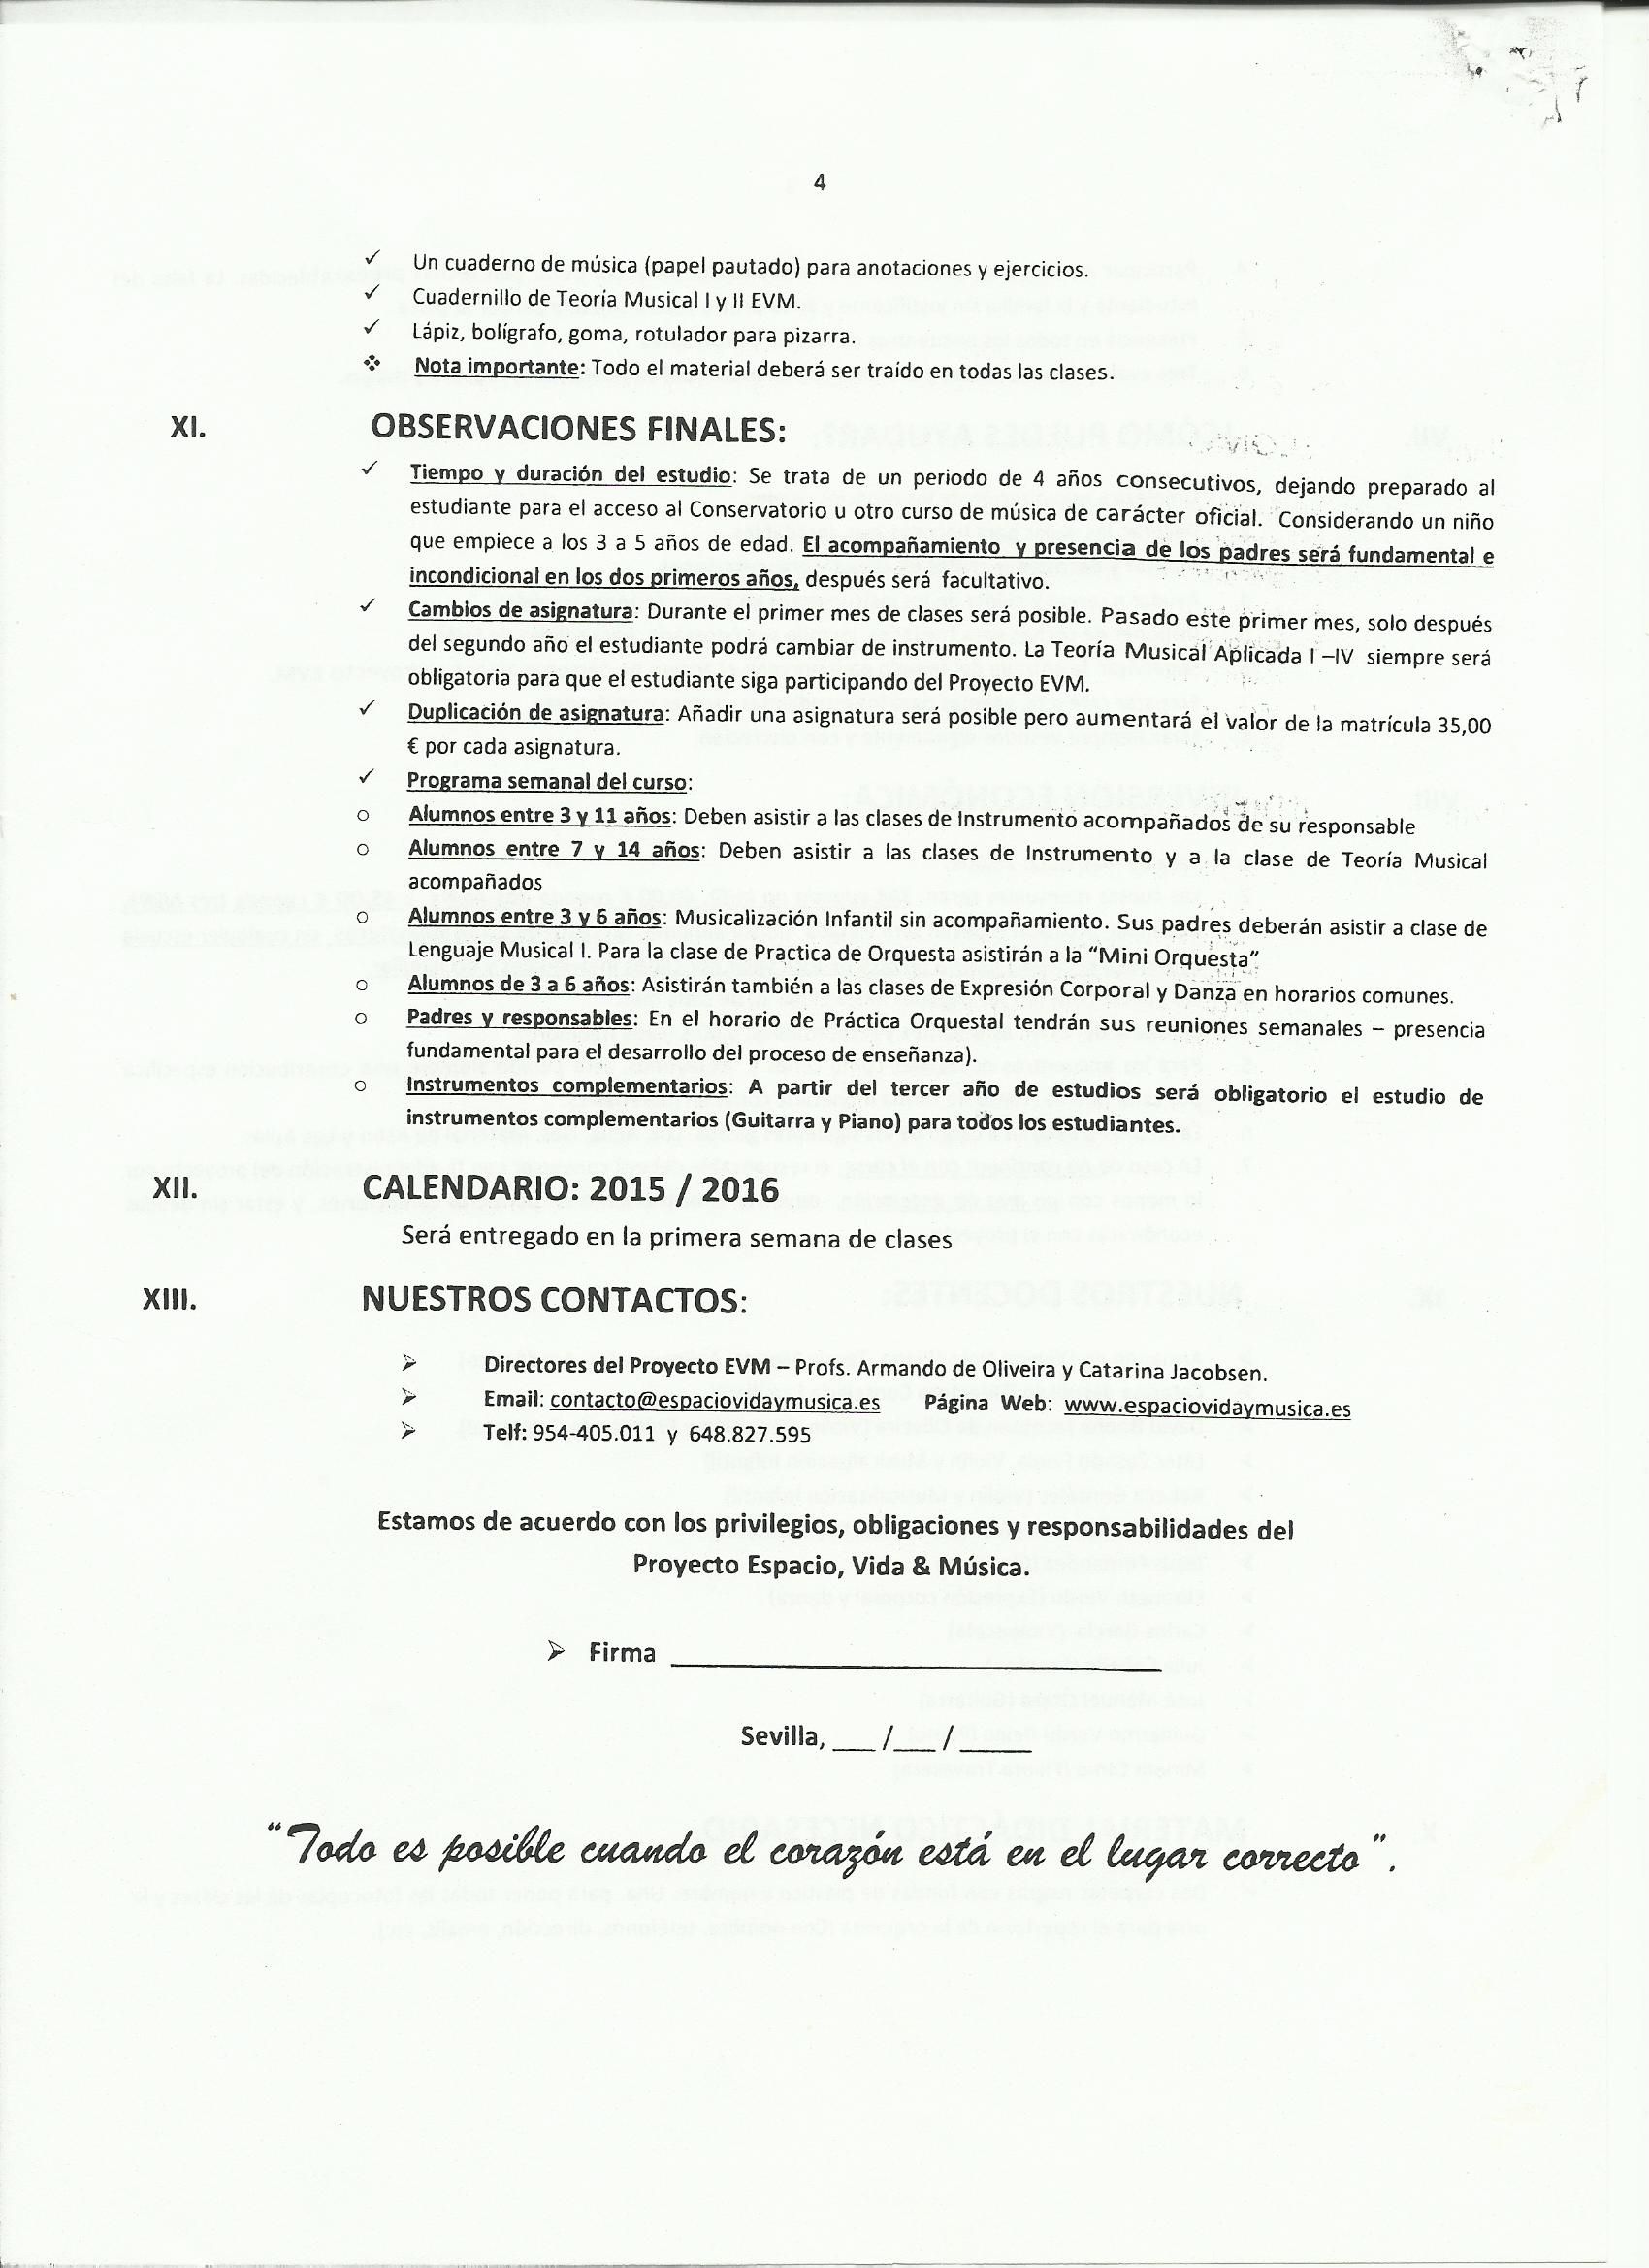 4
✓ Un cuaderno de música (papel pautado) para anotaciones y ejercicios.
✓ Cuadernillo de Teoría Musical I y II EVM.
✓ Lápiz, bolígrafo, goma, rotulador para pizarra.
❖ Nota importante: Todo el material deberá ser traído en todas las clases.
XI. OBSERVACIONES FINALES:
✓ Tiempo y duración del estudio: Se trata de un periodo de 4 años consecutivos, dejando preparado al
estudiante para el acceso al Conservatorio u otro curso de música de carácter oficial. Considerando un niño
que empiece a los 3 a 5 años de edad. El acompañamiento y presencia de los padres será fundamental e
incondicional en los dos primeros años, después será facultativo.
✓ Cambios de asignatura: Durante el primer mes de clases será posible. Pasado este primer mes, solo después
del segundo año el estudiante podrá cambiar de instrumento. La Teoría Musical Aplicada I –IV siempre será
obligatoria para que el estudiante siga participando del Proyecto EVM.
✓ Duplicación de asignatura: Añadir una asignatura será posible pero aumentará el valor de la matrícula 35,00
€ por cada asignatura.
✓ Programa semanal del curso:
o Alumnos entre 3 y 11 años: Deben asistir a las clases de Instrumento acompañados de su responsable
o Alumnos entre 7 y 14 años: Deben asistir a las clases de Instrumento y a la clase de Teoría Musical
acompañados
o Alumnos entre 3 y 6 años: Musicalización Infantil sin acompañamiento. Sus padres deberán asistir a clase de
Lenguaje Musical I. Para la clase de Practica de Orquesta asistirán a la “Mini Orquesta”
o Alumnos de 3 a 6 años: Asistirán también a las clases de Expresión Corporal y Danza en horarios comunes.
o Padres y responsables: En el horario de Práctica Orquestal tendrán sus reuniones semanales – presencia
fundamental para el desarrollo del proceso de enseñanza).
o Instrumentos complementarios: A partir del tercer año de estudios será obligatorio el estudio de
instrumentos complementarios (Guitarra y Piano) para todos los estudiantes.
XII. CALENDARIO: 2015 / 2016
Será entregado en la primera semana de clases
XIII. NUESTROS CONTACTOS:
➢ Directores del Proyecto EVM – Profs. Armando de Oliveira y Catarina Jacobsen.
➢ Email: contacto@espaciovidaymusica.es Página Web: www.espaciovidaymusica.es
➢ Telf: 954-405.011 y 648.827.595
Estamos de acuerdo con los privilegios, obligaciones y responsabilidades del
Proyecto Espacio, Vida & Música.
➢ Firma ______________________________
Sevilla, ___ /___ / _____
“Todo es posible cuando el corazón está en el lugar correcto”.